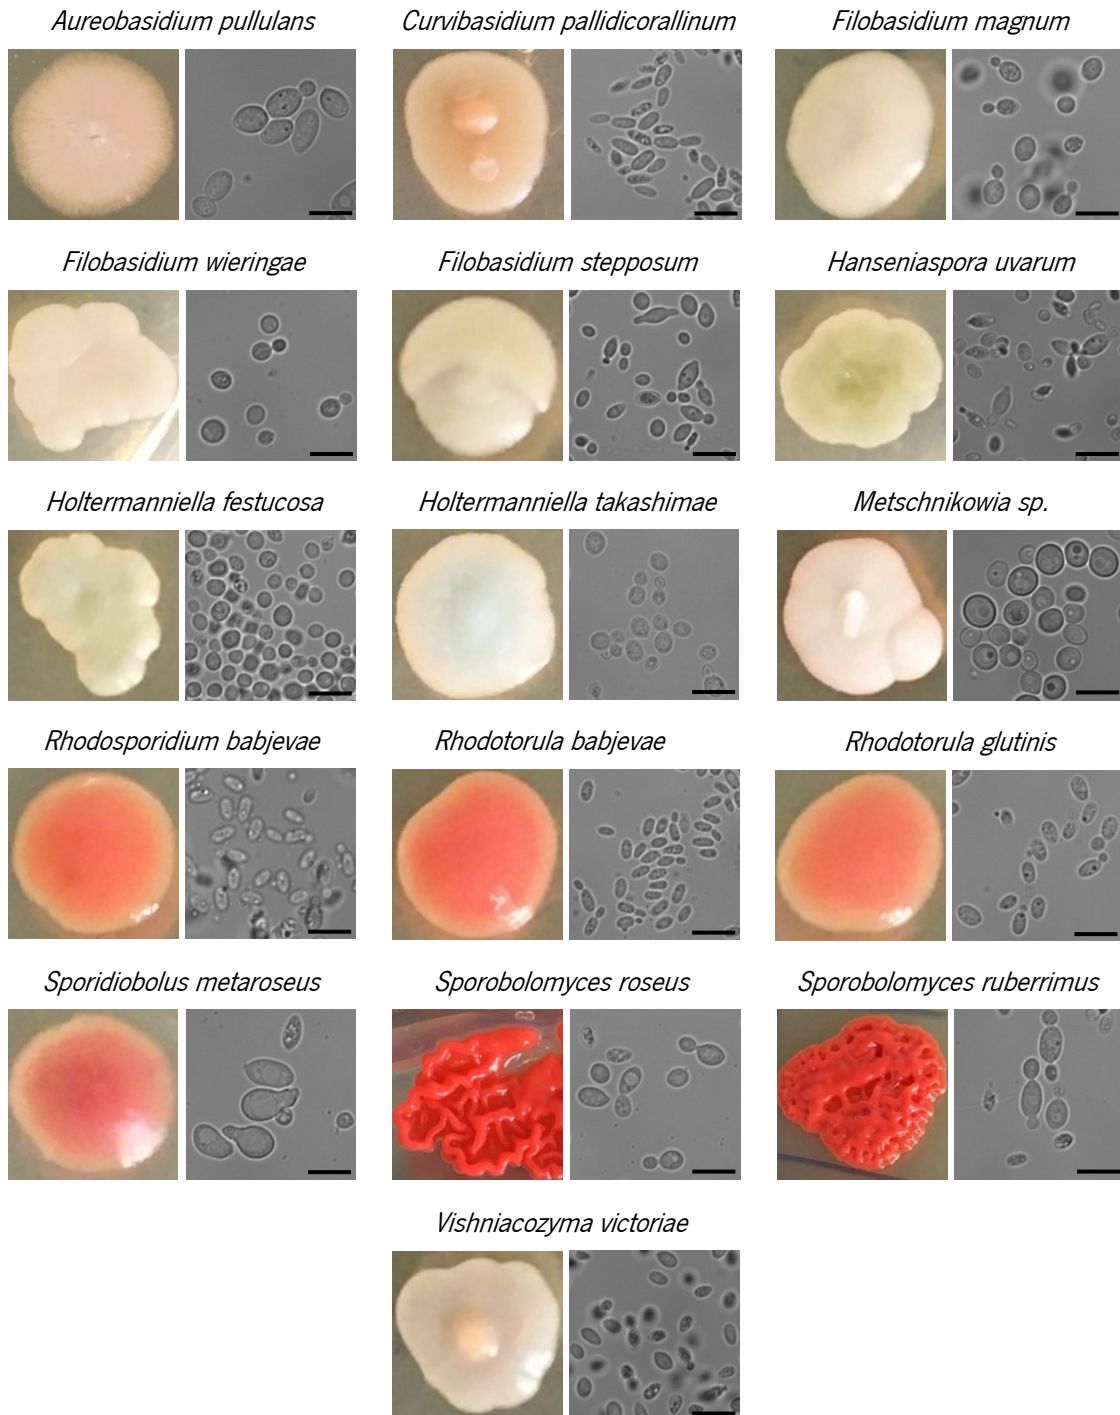 Aureobasidium pullulans
Curvibasidium pallidicorallinum
Filobasidium magnum
Filobasidium wieringae
Filobasidium stepposum
Hanseniaspora uvarum
Holtermanniella festucosa
Holtermanniella takashimae
Metschnikowia sp.
Rhodosporidium babjevae
Rhodotorula babjevae
Rhodotorula glutinis
Sporidiobolus metaroseus
Sporobolomyces roseus
Sporobolomyces ruberrimus
Vishniacozyma victoriae